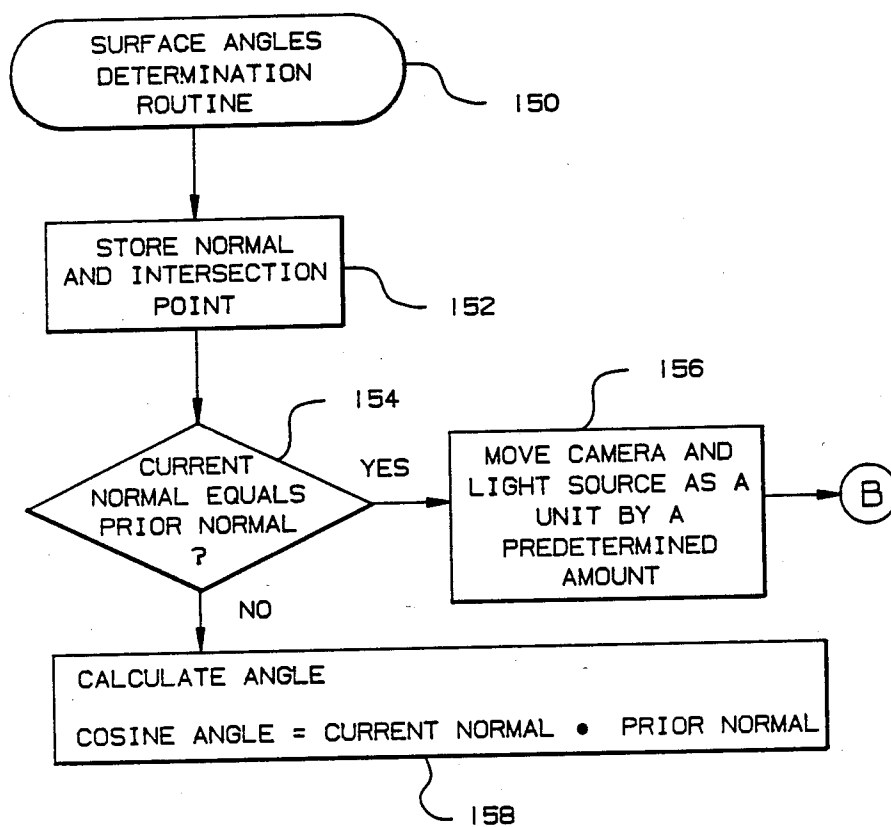 SURFACE ANGLES
DETERMINATION
ROUTINE
150
STORE NORMAL
AND INTERSECTION
POINT
152
154
CURRENT
NORMAL EQUALS
PRIOR NORMAL
?
YES
156
MOVE CAMERA AND
LIGHT SOURCE AS A
UNIT BY A
PREDETERMINED
AMOUNT
B
NO
CALCULATE ANGLE
COSINE ANGLE = CURRENT NORMAL • PRIOR NORMAL
158